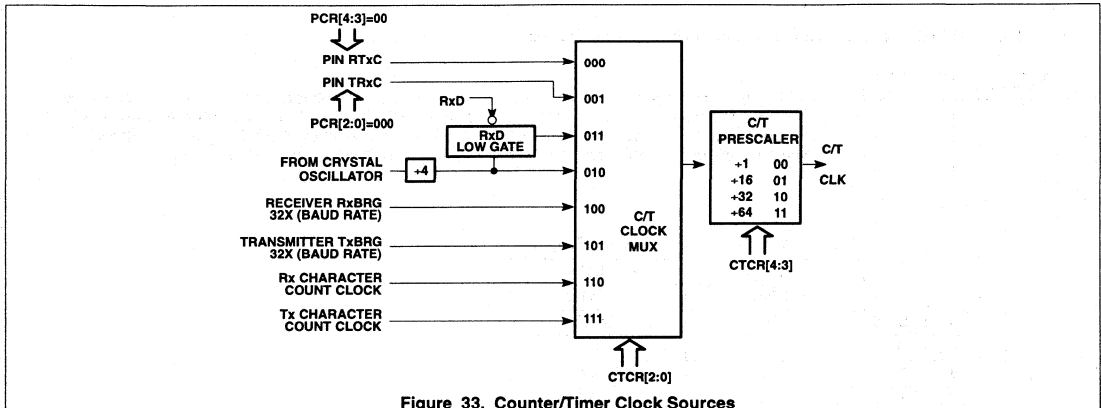 PCR[4:3]=00
PIN RTxC
PIN TRxC
PCR[2:0]=000
RxD
RxD
LOW GATE
FROM CRYSTAL
OSCILLATOR
÷4
RECEIVER RxBRG
32X (BAUD RATE)
TRANSMITTER TxBRG
32X (BAUD RATE)
Rx CHARACTER
COUNT CLOCK
Tx CHARACTER
COUNT CLOCK
000
001
011
010
100
101
110
111
C/T
CLOCK
MUX
CTCR[2:0]
C/T
PRESCALER
÷1 00
÷16 01
÷32 10
÷64 11
CTCR[4:3]
C/T
CLK
Figure 33. Counter/Timer Clock Sources